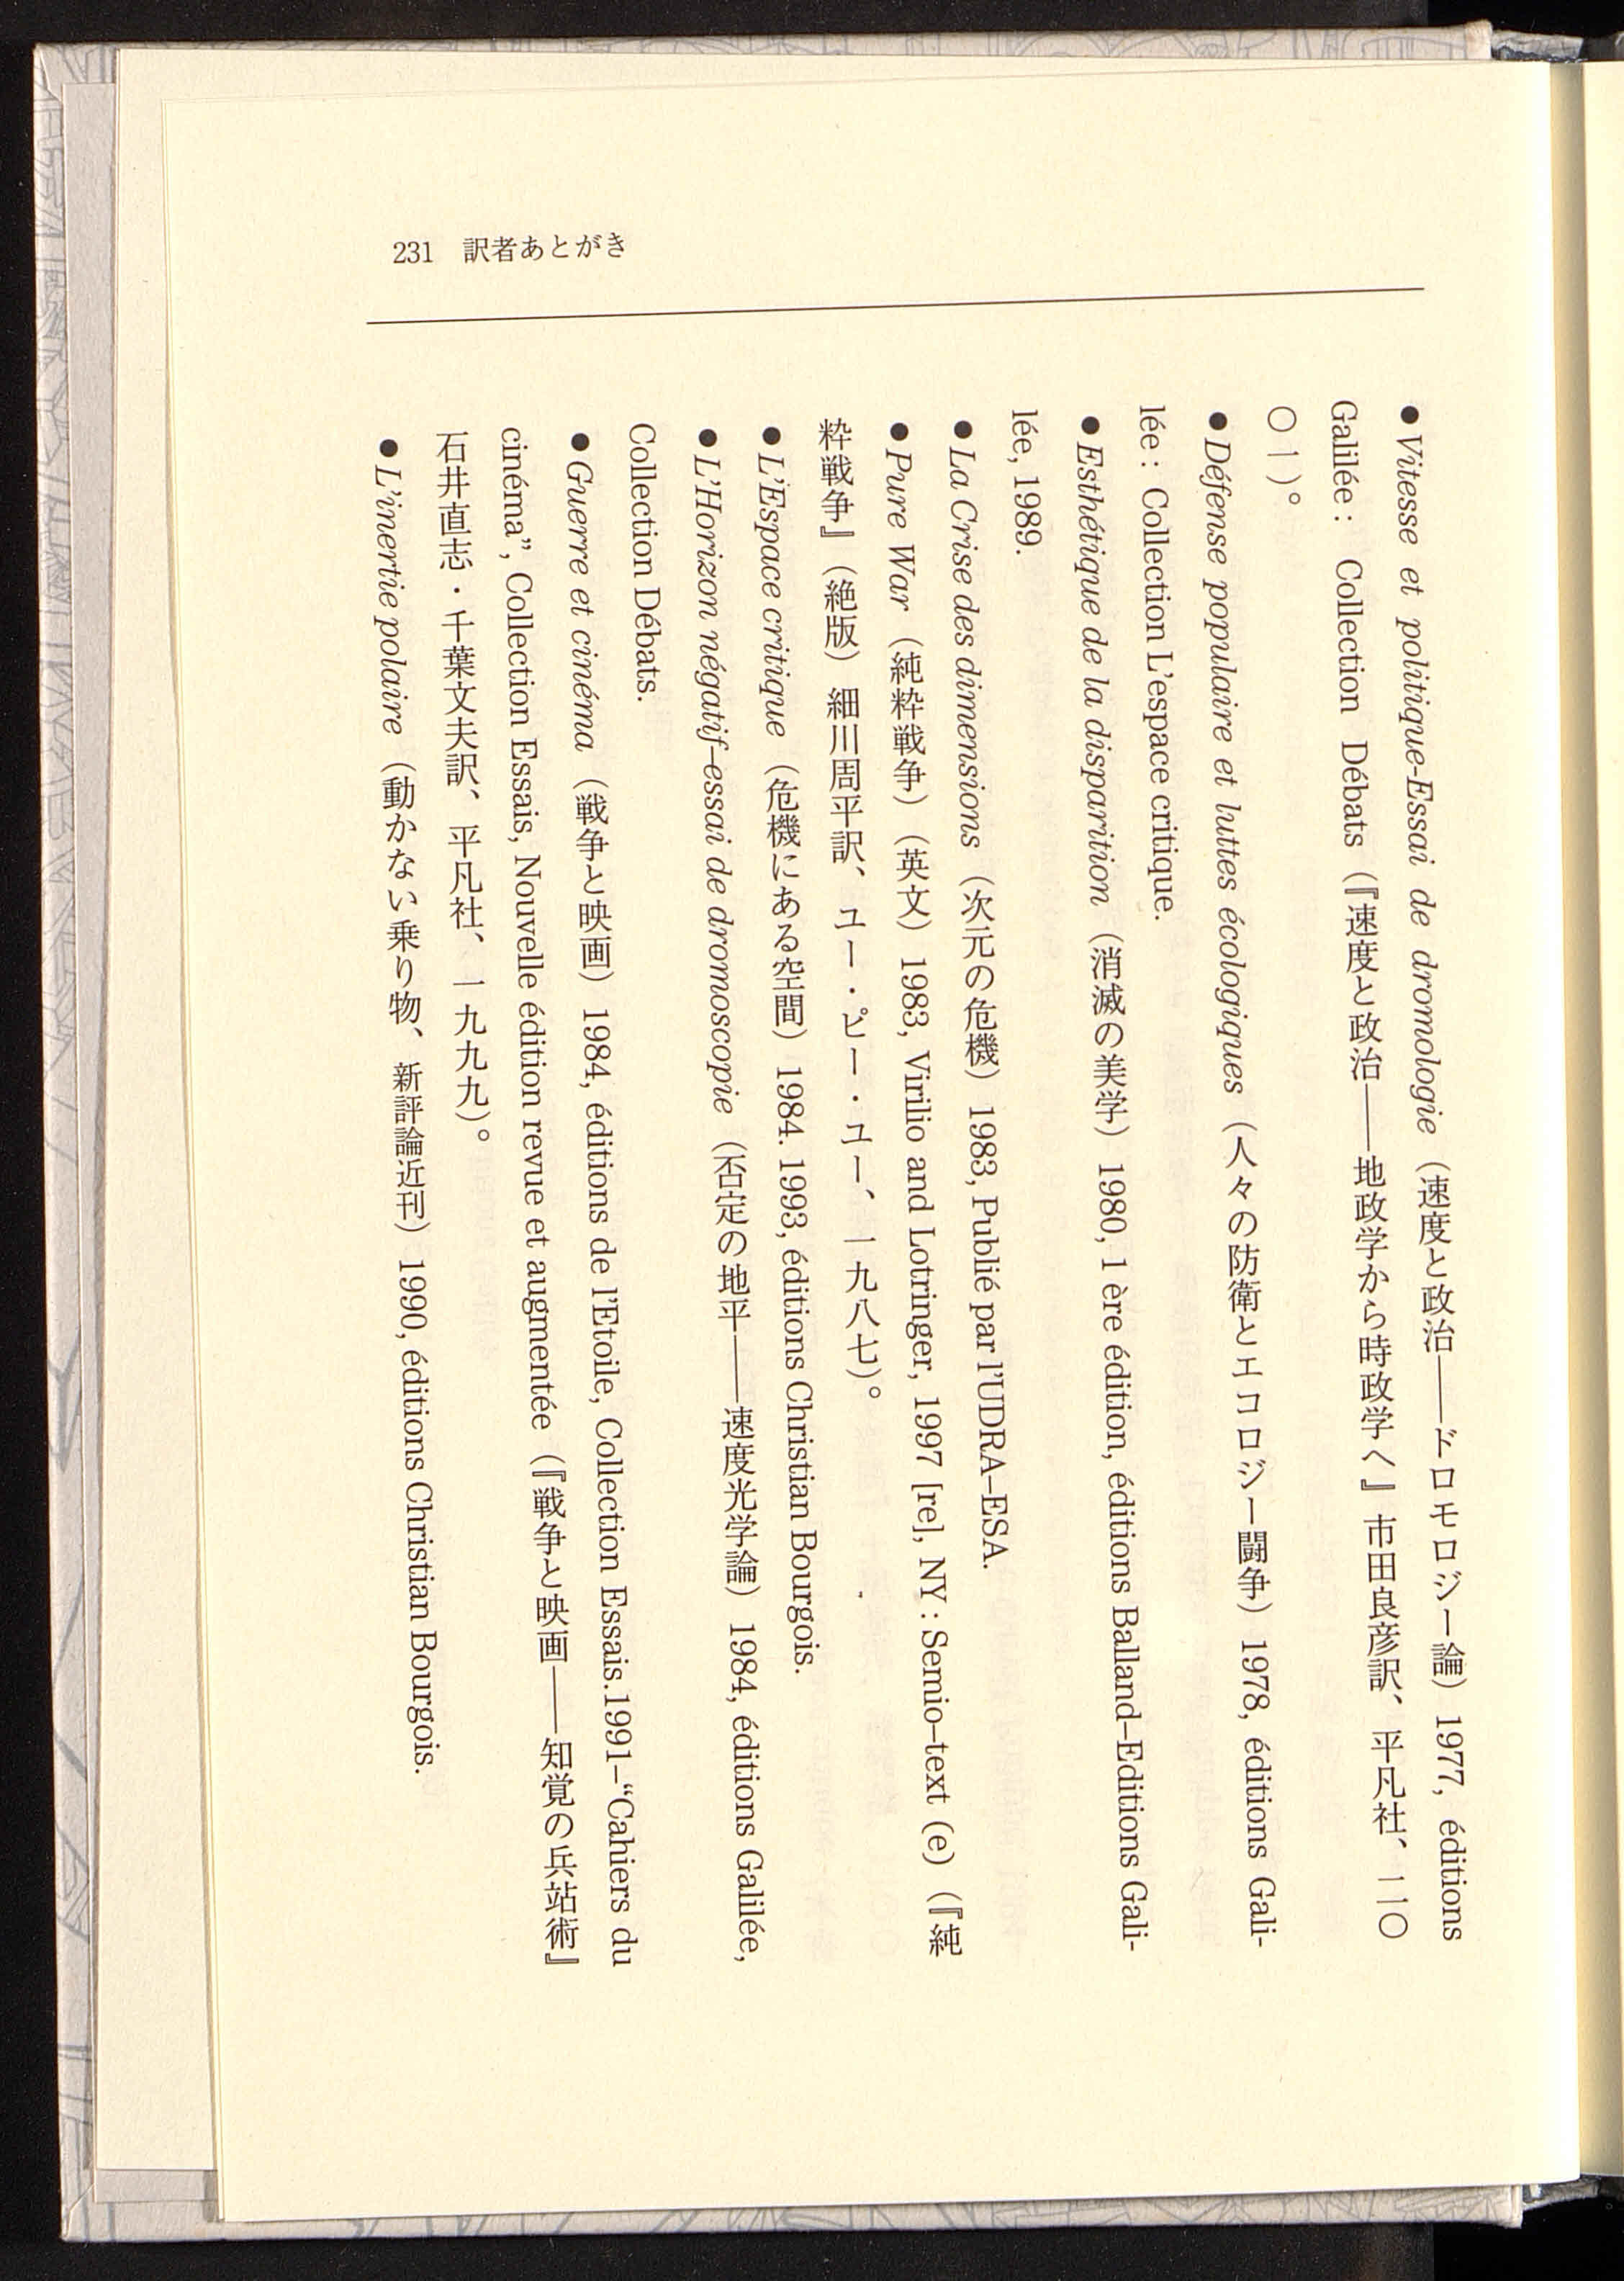 231　訳者あとがき
●Vitesse et politique-Essai de dromologie（速度と政治――ドロモロジー論）1977, éditions
Galilée : Collection Débats（『速度と政治――地政学から時政学へ』市田良彦訳、平凡社、二〇
〇一）。
●Défense populaire et luttes écologiques（人々の防衛とエコロジー闘争）1978, éditions Gali-
lée : Collection L'espace critique.
●Esthétique de la disparition（消滅の美学）1980, 1 ère édition, éditions Balland–Editions Gali-
lée, 1989.
●La Crise des dimensions（次元の危機）1983, Publié par l'UDRA–ESA.
●Pure War（純粋戦争）（英文）1983, Virilio and Lotringer, 1997 [re], NY : Semio–text (e)（『純
粋戦争』（絶版）細川周平訳、ユー・ピー・ユー、一九八七）。
●L'Espace critique（危機にある空間）1984. 1993, éditions Christian Bourgois.
●L'Horizon négatif–essai de dromoscopie（否定の地平――速度光学論）1984, éditions Galilée,
Collection Débats.
●Guerre et cinéma（戦争と映画）1984, éditions de l'Etoile, Collection Essais.1991–“Cahiers du
cinéma”, Collection Essais, Nouvelle édition revue et augmentée（『戦争と映画――知覚の兵站術』
石井直志・千葉文夫訳、平凡社、一九九九）。
●L'inertie polaire（動かない乗り物、新評論近刊）1990, éditions Christian Bourgois.